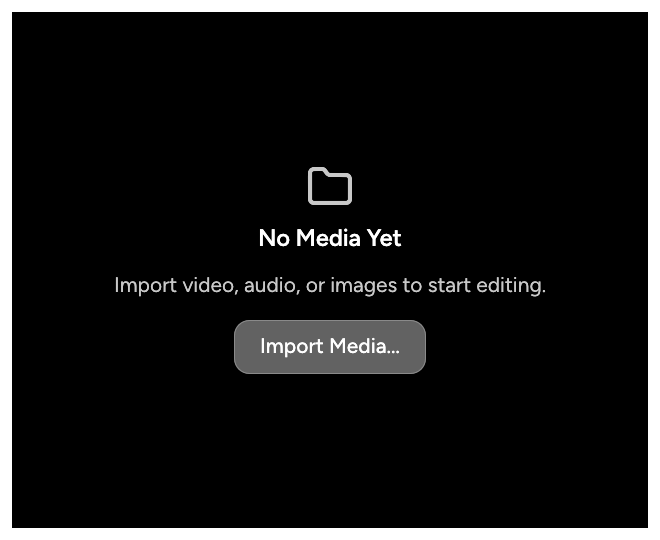 No Media Yet
Import video, audio, or images to start editing.
Import Media...